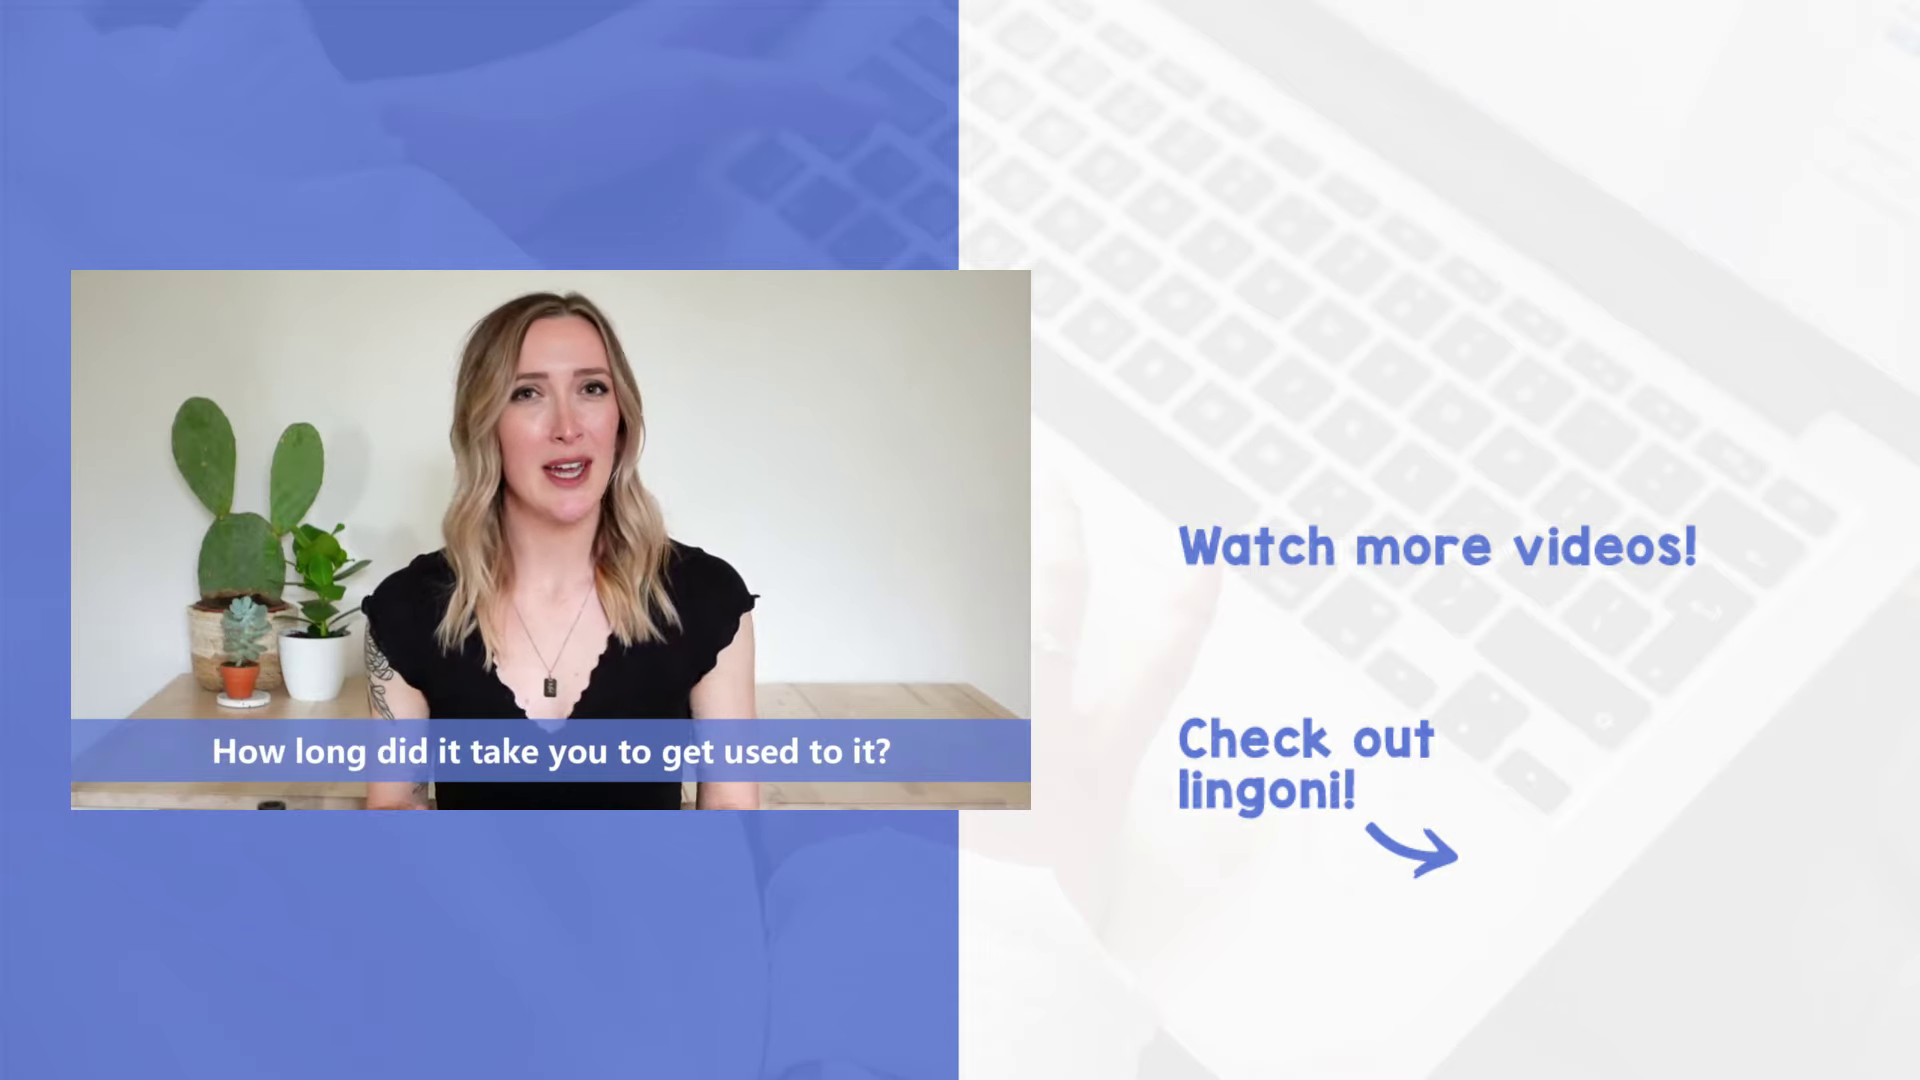 How long did it take you to get used to it?
Watch more videos!
Check out
lingoni!